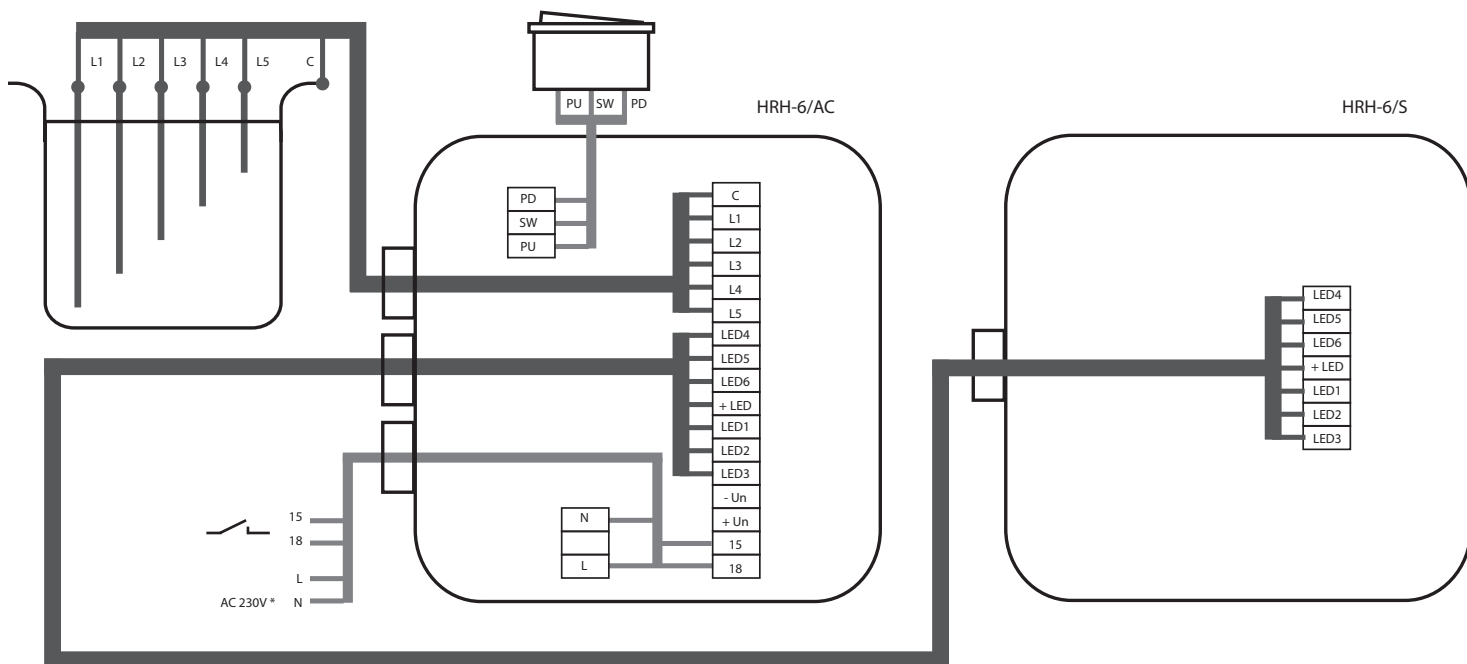 L1 L2 L3 L4 L5 C
PU SW PD
HRH-6/AC
HRH-6/S
PD
SW
PU
C
L1
L2
L3
L4
L5
LED4
LED5
LED6
+ LED
LED1
LED2
LED3
- Un
+ Un
15
18
N
L
15
18
L
AC 230V * N
LED4
LED5
LED6
+ LED
LED1
LED2
LED3